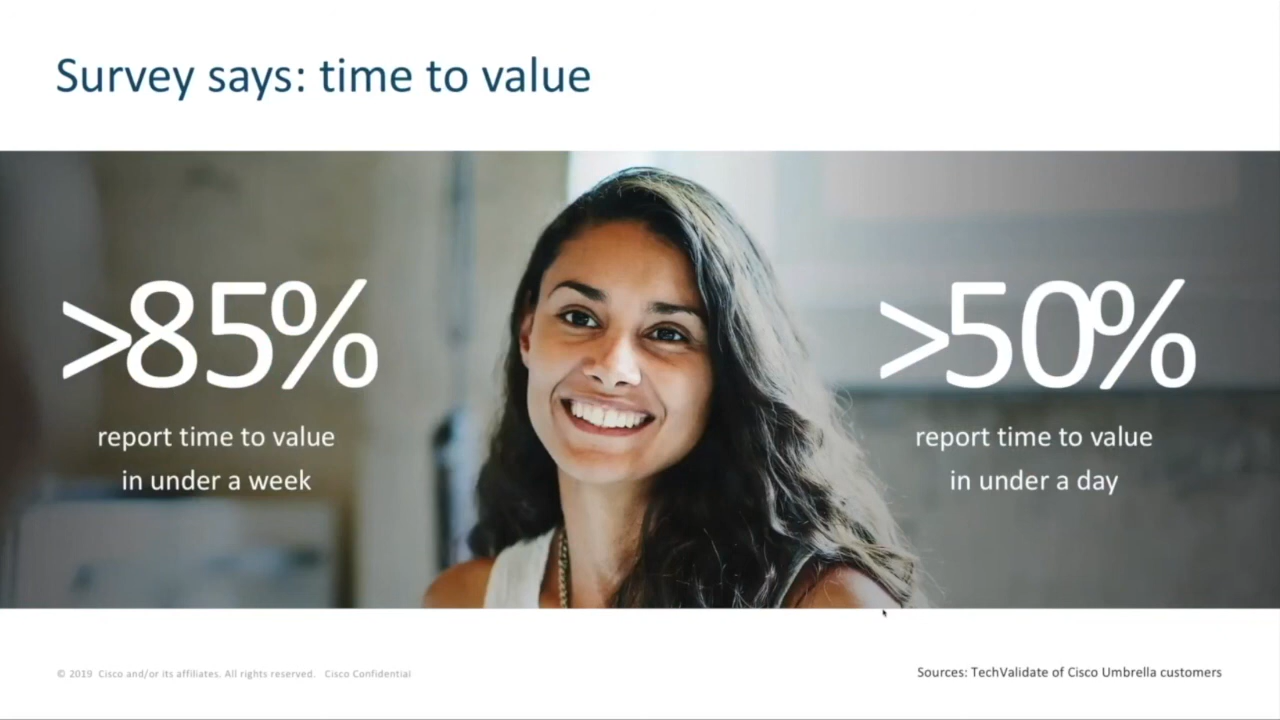 Survey says: time to value
>85%
report time to value
in under a week
>50%
report time to value
in under a day
© 2019 Cisco and/or its affiliates. All rights reserved. Cisco Confidential
Sources: TechValidate of Cisco Umbrella customers